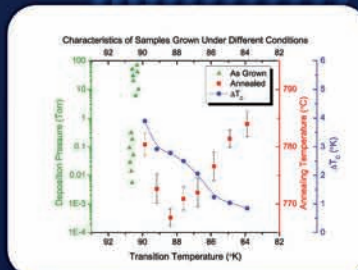 Characteristics of Samples Grown Under Different Conditions
92 90 88 86 84 82
As Grown
Annealed
ΔT
100
10
1
0.1
0.01
1E-3
1E-4
Deposition Pressure (Torr)
790
780
770
Annealing Temperature (°C)
6
5
4
3
2
1
0
ΔT (°K)
92 90 88 86 84 82
Transition Temperature (°K)